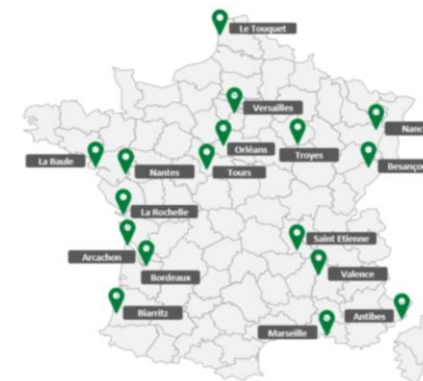 Le Touquet
Versailles
Nanc
Orléans
Troyes
La Baule
Nantes
Tours
Besanço
La Rochelle
Saint Etienne
Arcachon
Bordeaux
Valence
Biarritz
Antibes
Marseille